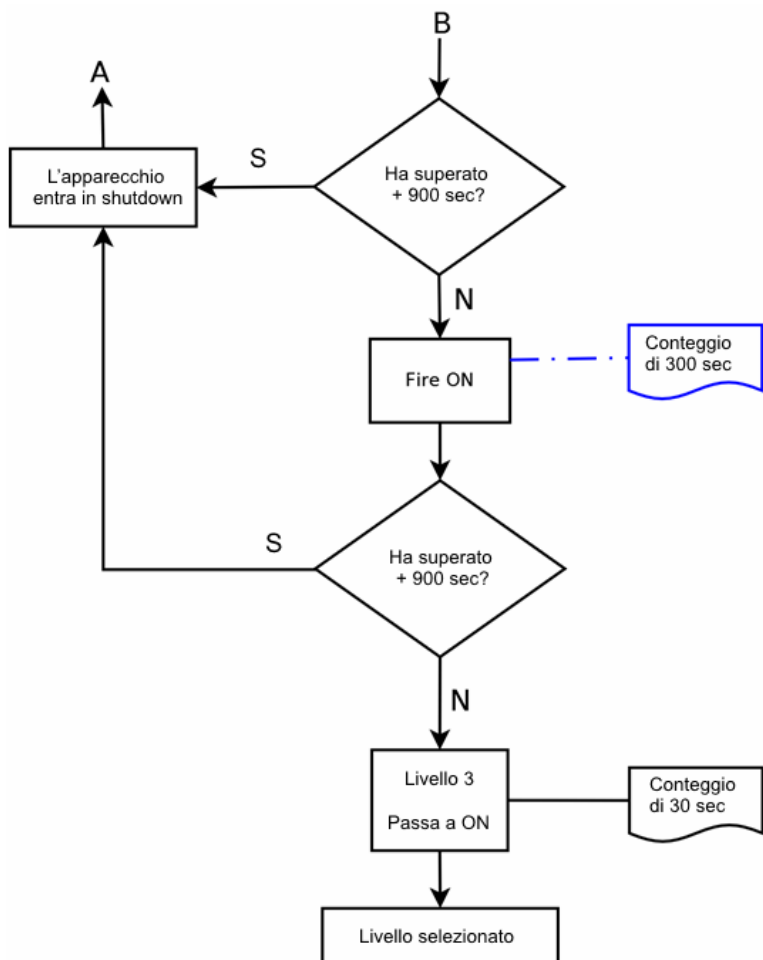 B
A
S
Ha superato
+ 900 sec?
L'apparecchio
entra in shutdown
N
Conteggio
di 300 sec
Fire ON
S
Ha superato
+ 900 sec?
N
Livello 3
Passa a ON
Conteggio
di 30 sec
Livello selezionato